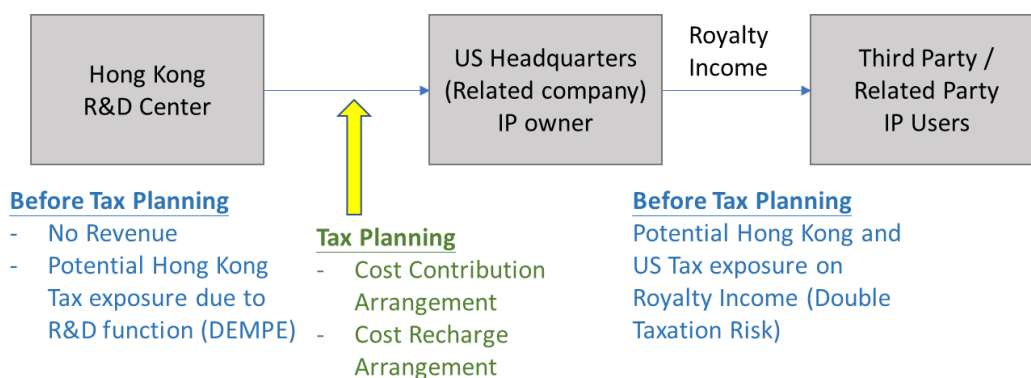 Hong Kong
R&D Center
US Headquarters
(Related company)
IP owner
Royalty
Income
Third Party /
Related Party
IP Users
Before Tax Planning
- No Revenue
- Potential Hong Kong
Tax exposure due to
R&D function (DEMPE)
Tax Planning
- Cost Contribution
Arrangement
- Cost Recharge
Arrangement
Before Tax Planning
Potential Hong Kong and
US Tax exposure on
Royalty Income (Double
Taxation Risk)